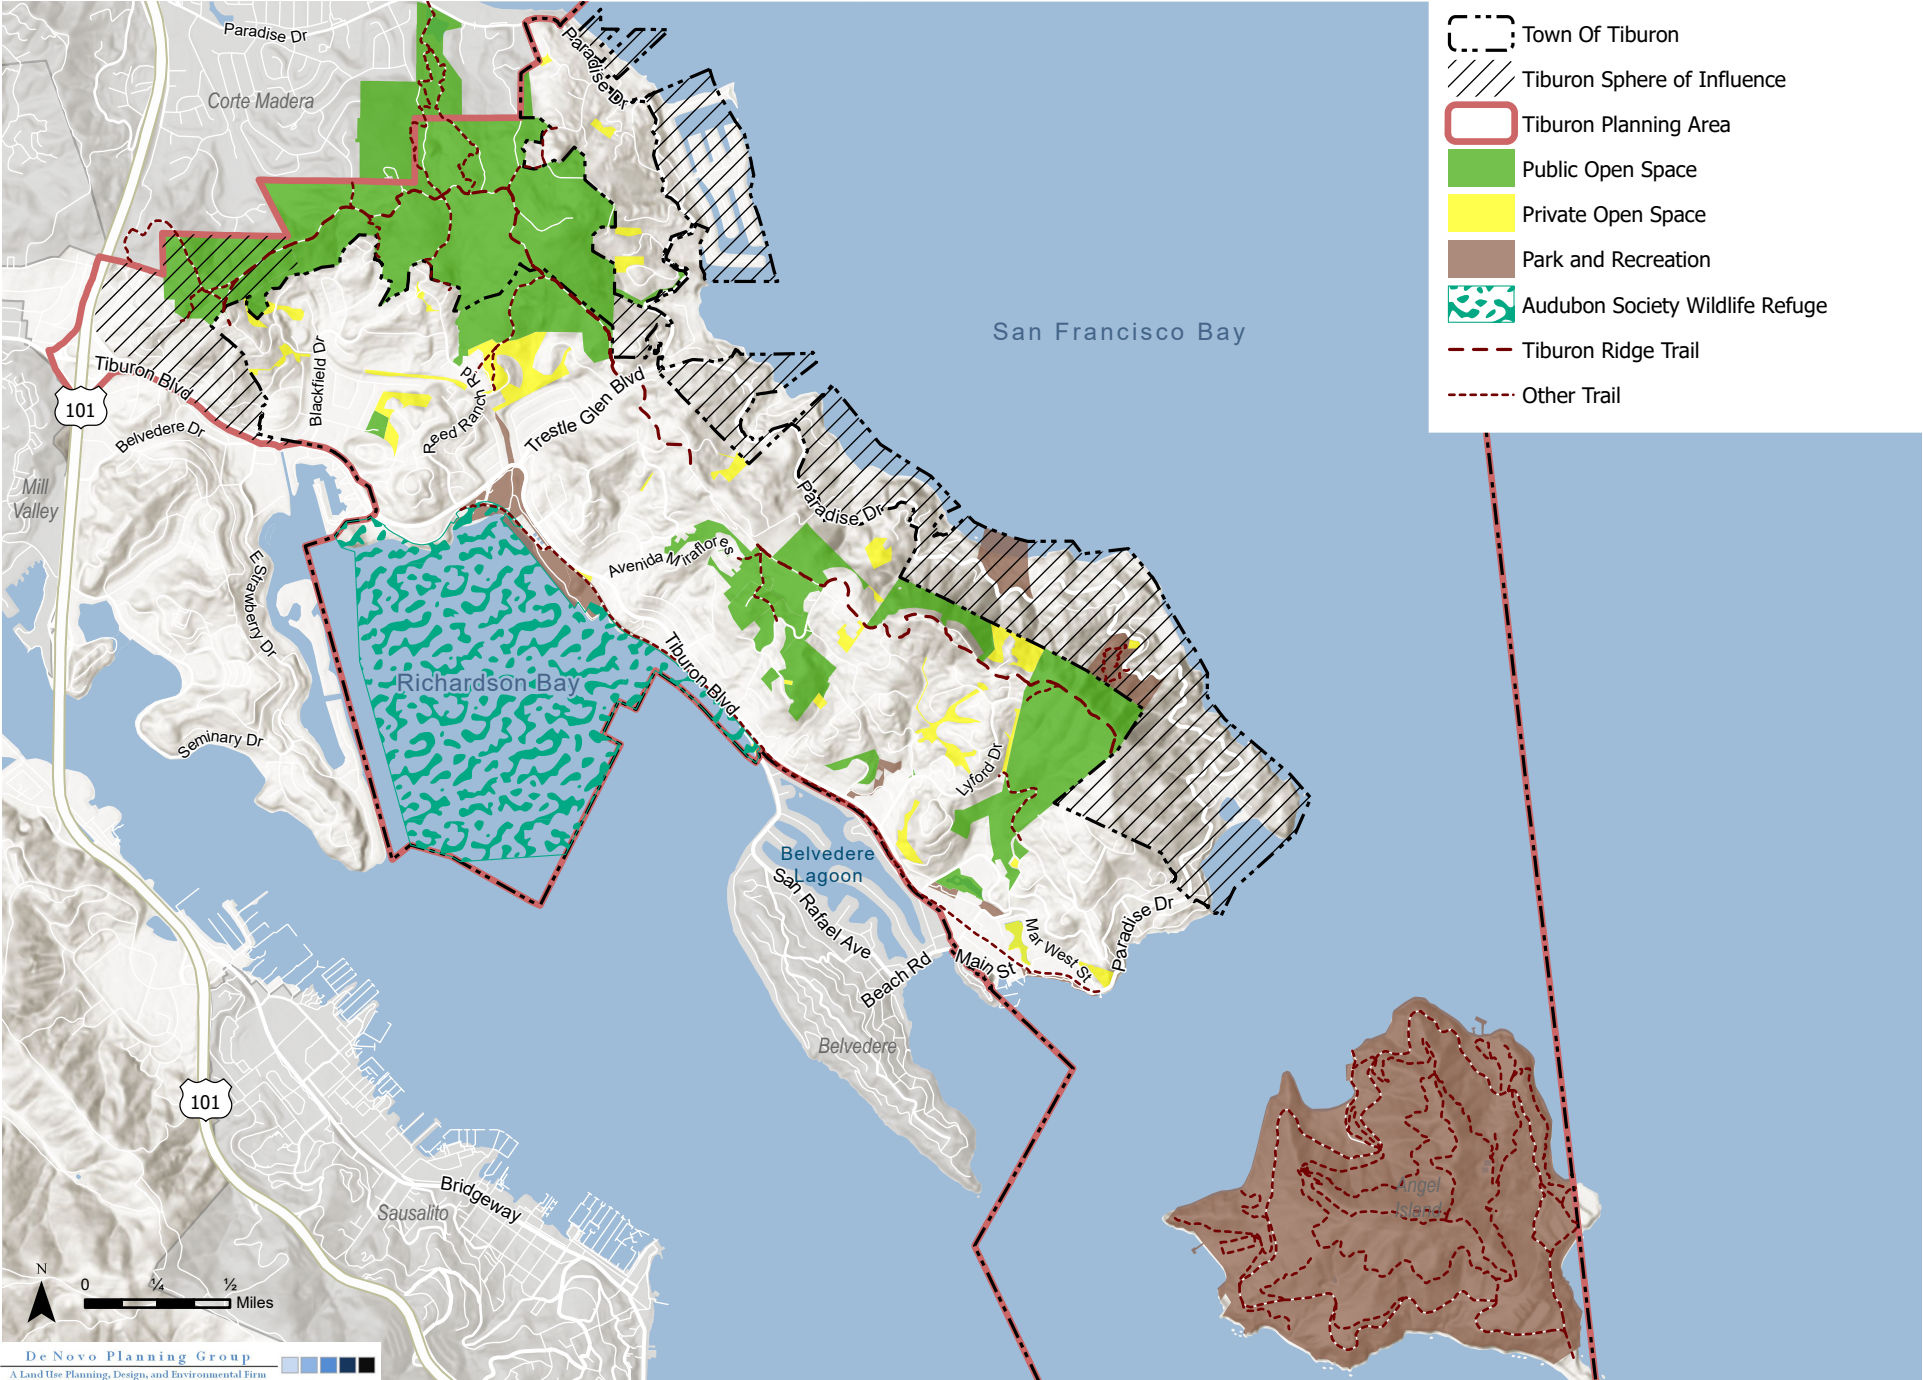 Town Of Tiburon
Tiburon Sphere of Influence
Tiburon Planning Area
Public Open Space
Private Open Space
Park and Recreation
Audubon Society Wildlife Refuge
Tiburon Ridge Trail
Other Trail
Paradise Dr
Paradise Dr
Corte Madera
San Francisco Bay
Tiburon Blvd
101
Blackfield Dr
Reed Ranch Rd
Trestle Glen Blvd
Belvedere Dr
Mill
Valley
Paradise Dr
E Strawberry Dr
Avenida Miraflores
Richardson Bay
Tiburon Blvd
Seminary Dr
Lyford Dr
Belvedere
Lagoon
San Rafael Ave
Beach Rd
Main St
Mar West St
Paradise Dr
Belvedere
101
Angel
Island
Bridgeway
Sausalito
N
0 ¼ ½
Miles
De Novo Planning Group
A Land Use Planning, Design, and Environmental Firm